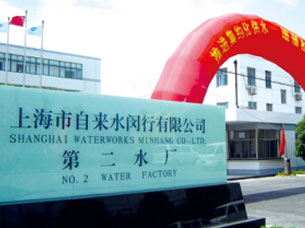 上海市自来水闵行有限公司
SHANGHAI WATERWORKS MINHANG CO.,LTD.
第二水厂
NO.2 WATER FACTORY